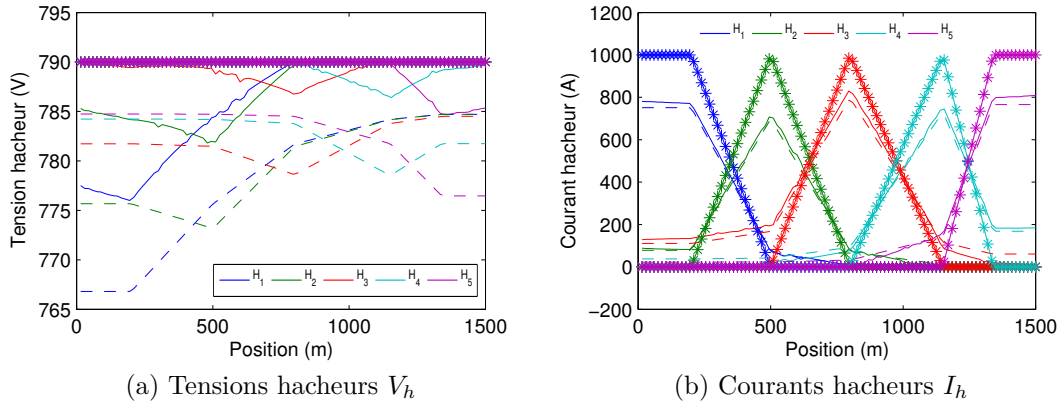 795
790
785
780
775
770
765
Tension hacheur (V)
0
500
1000
1500
Position (m)
H1
H2
H3
H4
H5
(a) Tensions hacheurs Vh
1200
1000
800
600
400
200
0
−200
Courant hacheur (A)
0
500
1000
1500
Position (m)
H1
H2
H3
H4
H5
(b) Courants hacheurs Ih